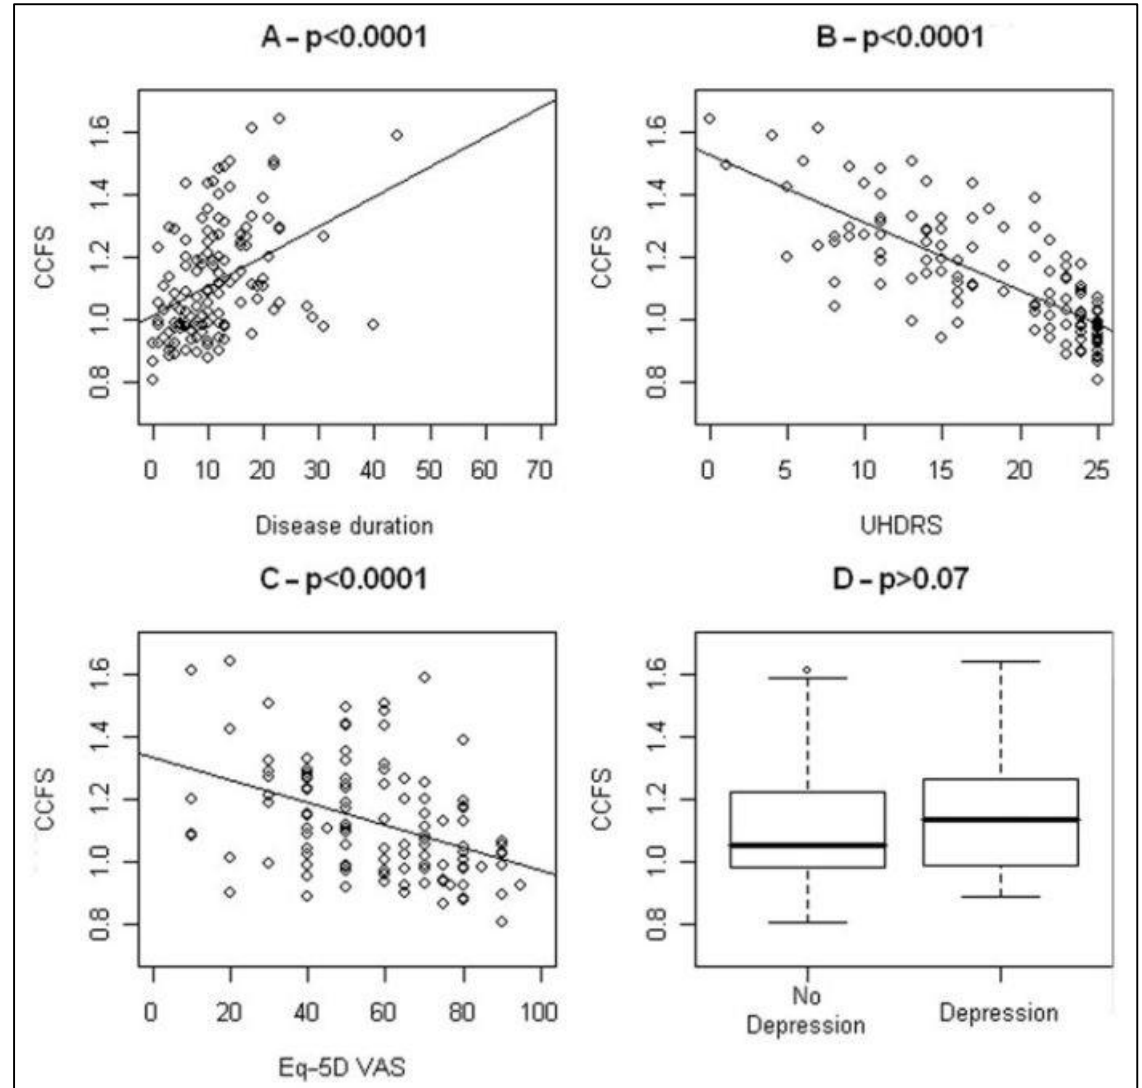 A – p<0.0001
CCFS
0.8 1.0 1.2 1.4 1.6
0 10 20 30 40 50 60 70
Disease duration
B – p<0.0001
CCFS
0.8 1.0 1.2 1.4 1.6
0 5 10 15 20 25
UHDRS
C – p<0.0001
CCFS
0.8 1.0 1.2 1.4 1.6
0 20 40 60 80 100
Eq-5D VAS
D – p>0.07
CCFS
0.8 1.0 1.2 1.4 1.6
No
Depression
Depression